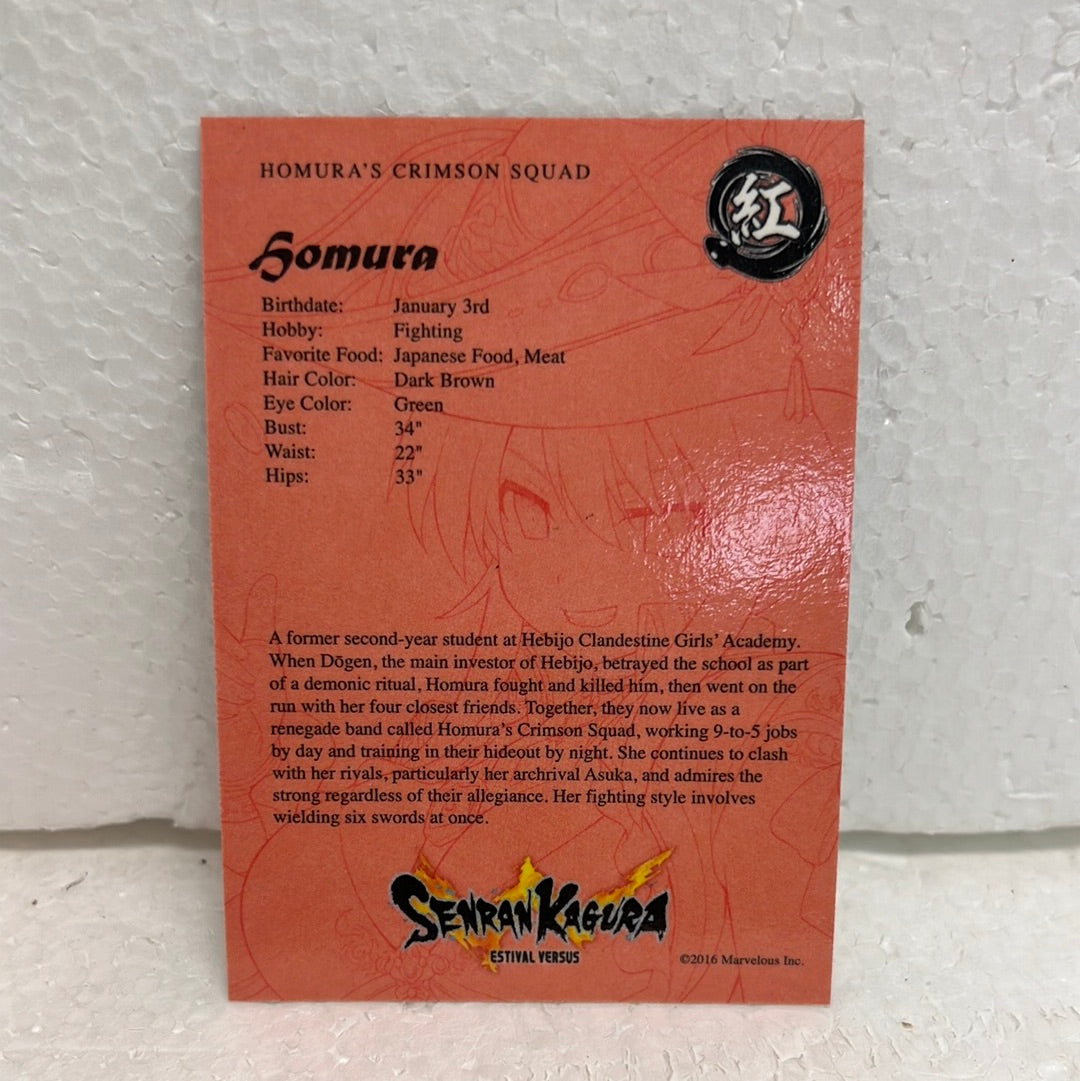 HOMURA'S CRIMSON SQUAD
紅
Homura
Birthdate: January 3rd
Hobby: Fighting
Favorite Food: Japanese Food, Meat
Hair Color: Dark Brown
Eye Color: Green
Bust: 34"
Waist: 22"
Hips: 33"
A former second-year student at Hebijo Clandestine Girls' Academy.
When Dōgen, the main investor of Hebijo, betrayed the school as part
of a demonic ritual, Homura fought and killed him, then went on the
run with her four closest friends. Together, they now live as a
renegade band called Homura's Crimson Squad, working 9-to-5 jobs
by day and training in their hideout by night. She continues to clash
with her rivals, particularly her archrival Asuka, and admires the
strong regardless of their allegiance. Her fighting style involves
wielding six swords at once.
SENRAN KAGURA
ESTIVAL VERSUS
©2016 Marvelous Inc.